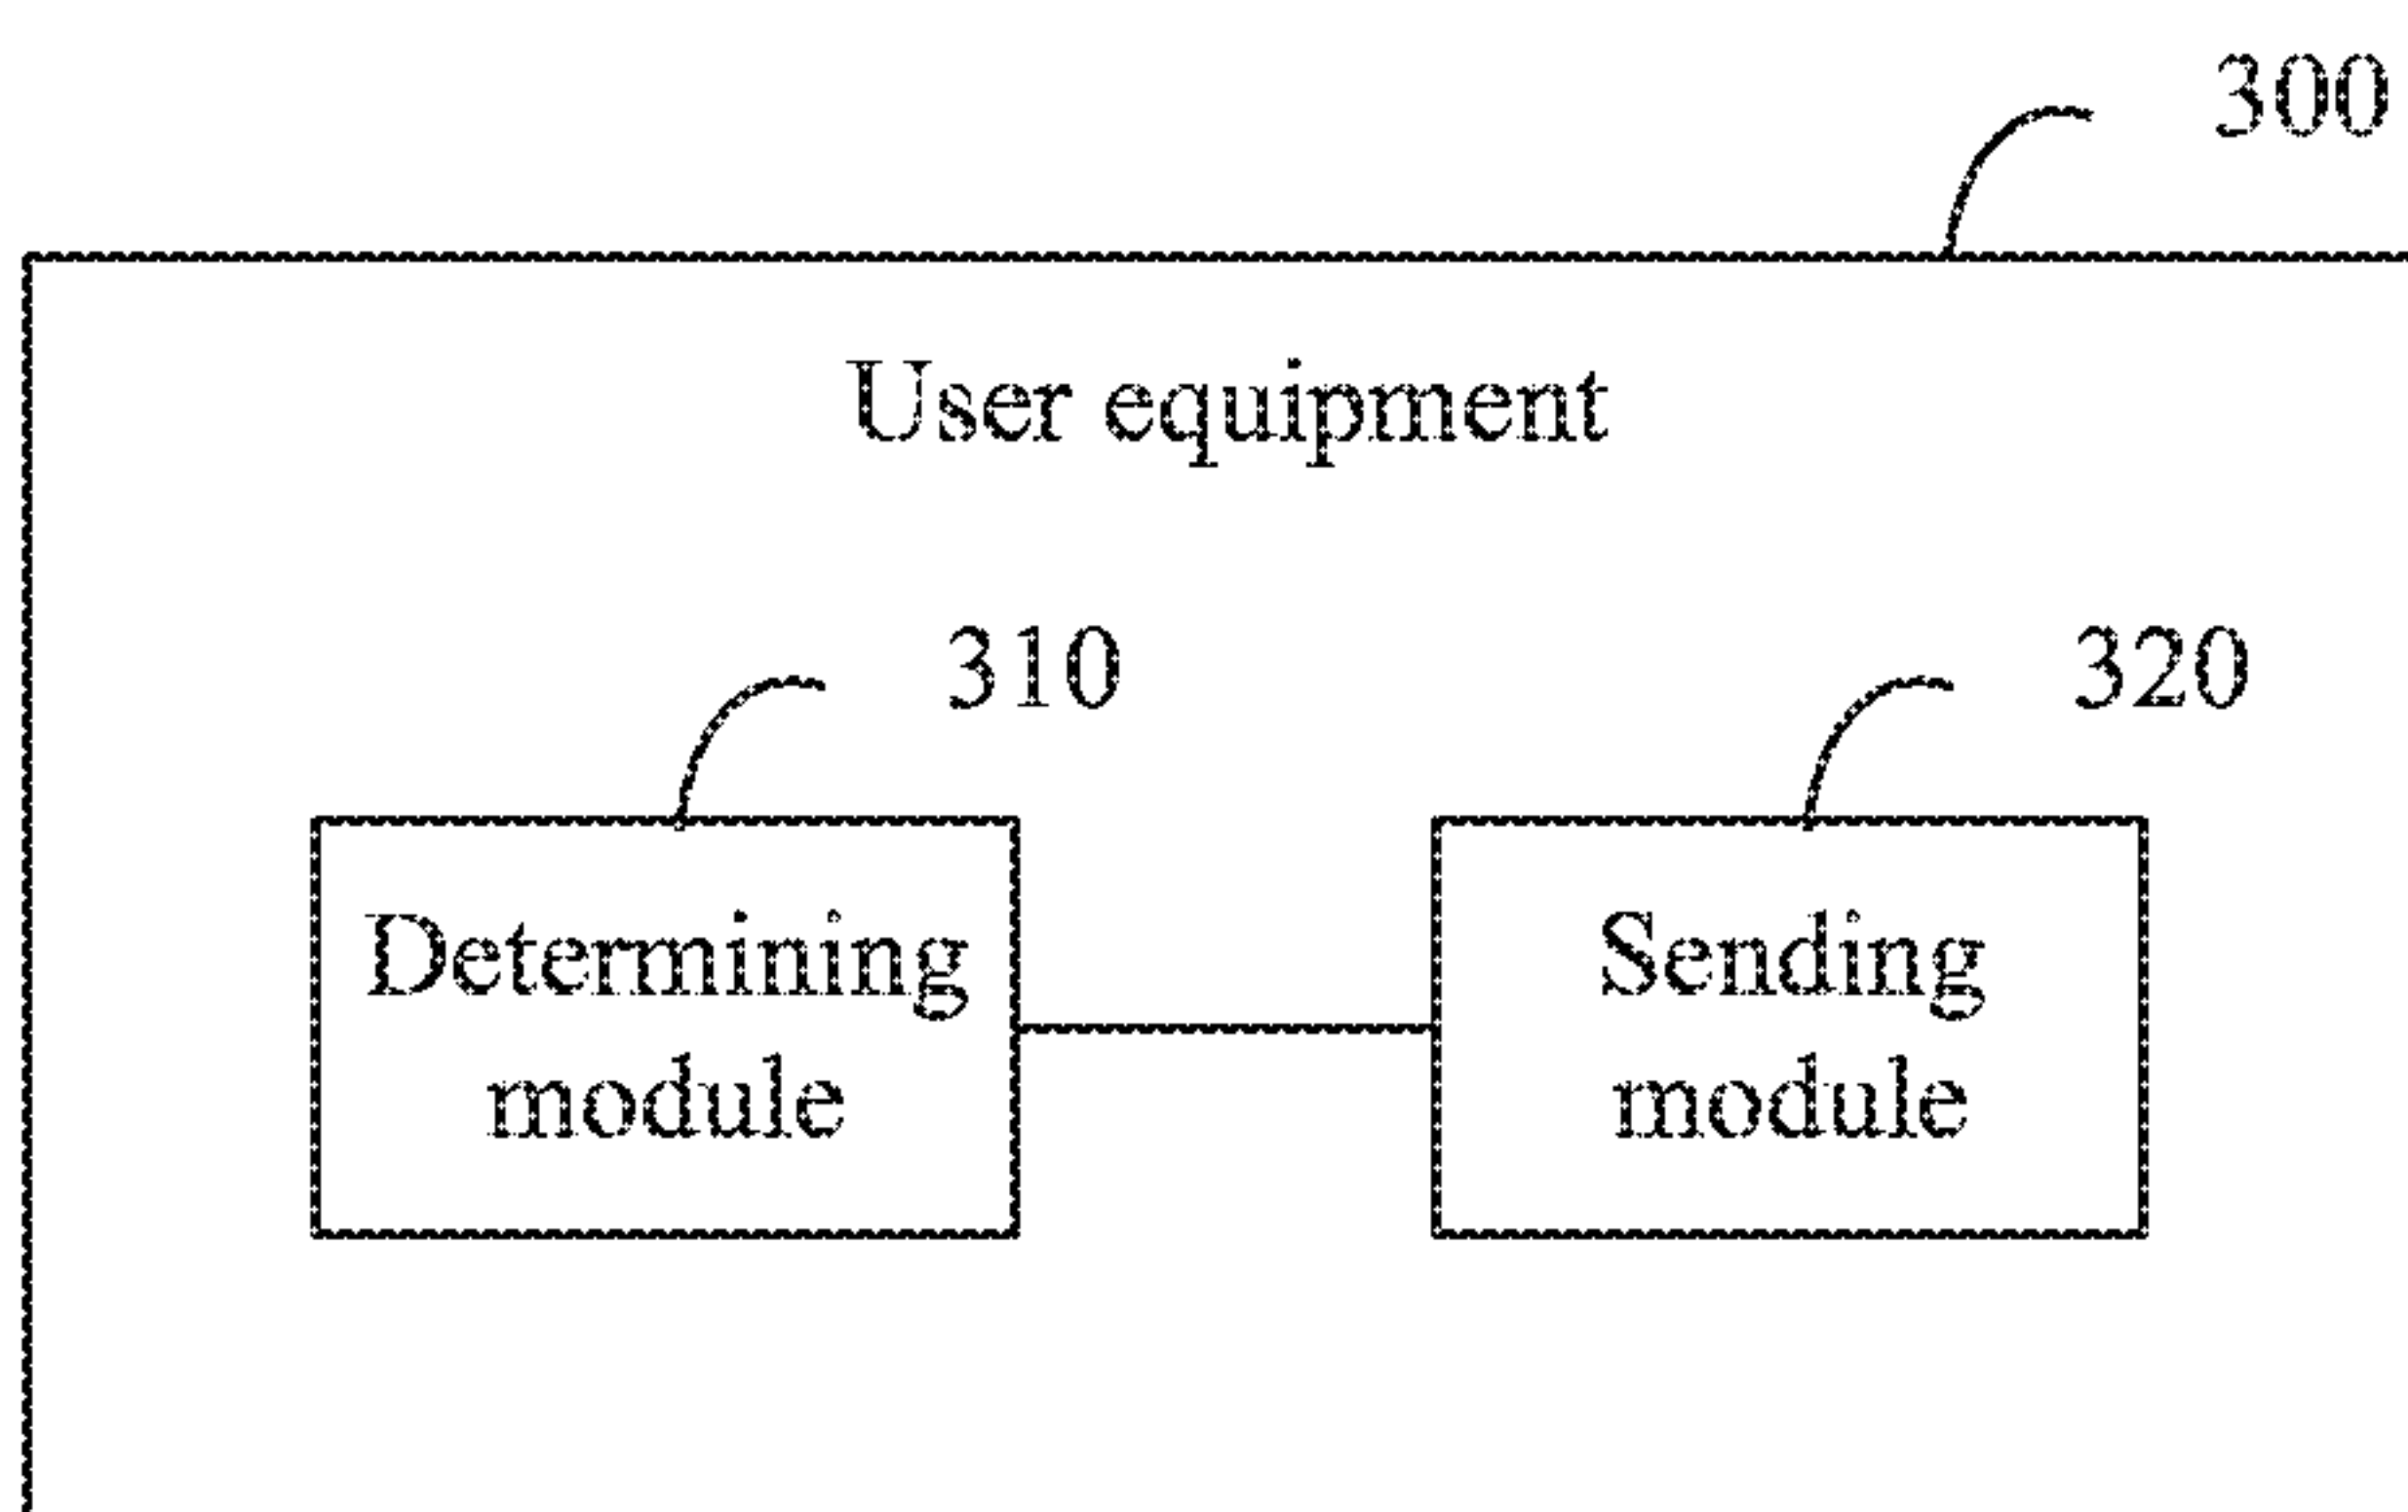 300
User equipment
310
320
Determining
module
Sending
module